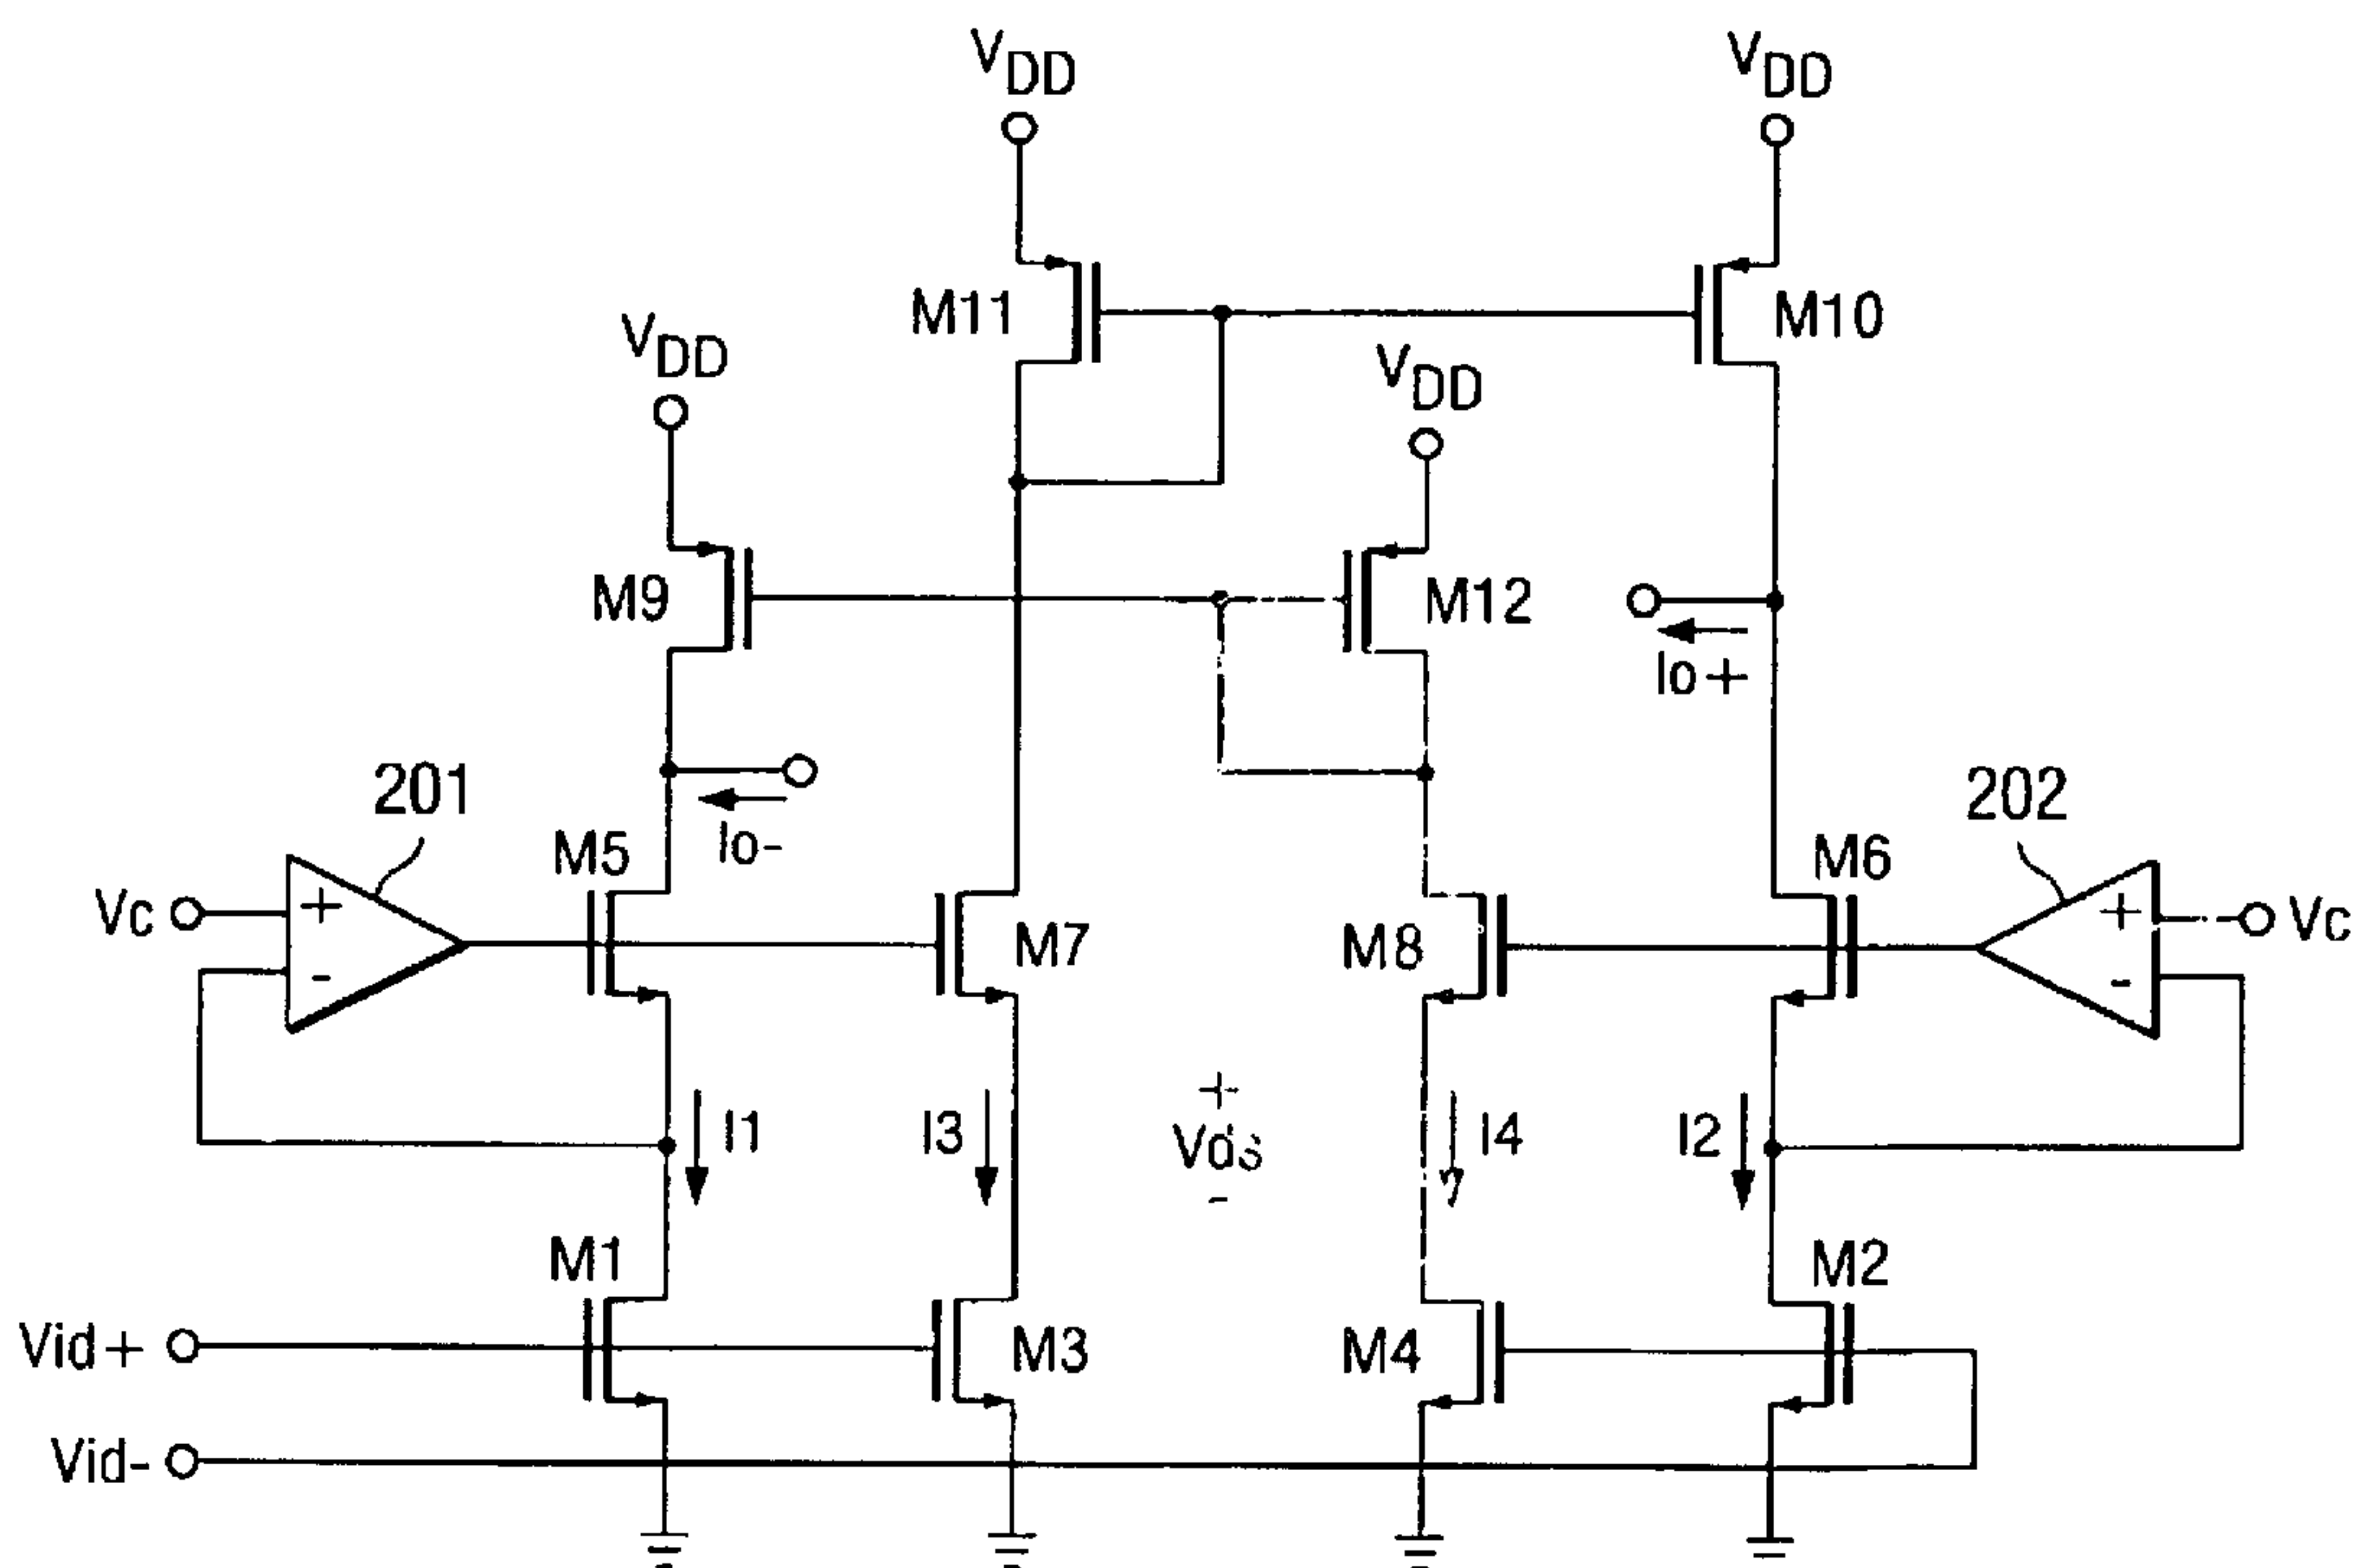 VDD
VDD
M11
M10
VDD
VDD
M9
M12
Io+
201
Io-
202
M5
M6
Vc
+
-
M7
M8
+
-
Vc
I1
I3
+
Vds
-
I4
I2
M1
M2
Vid+
M3
M4
Vid-